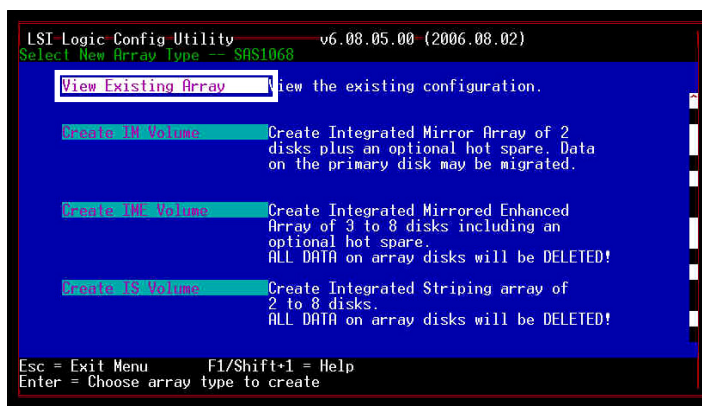 LSI Logic Config Utility v6.08.05.00 (2006.08.02)
Select New Array Type -- SAS1068
View Existing Array View the existing configuration.
Create IM Volume Create Integrated Mirror Array of 2
disks plus an optional hot spare. Data
on the primary disk may be migrated.
Create IME Volume Create Integrated Mirrored Enhanced
Array of 3 to 8 disks including an
optional hot spare.
ALL DATA on array disks will be DELETED!
Create IS Volume Create Integrated Striping array of
2 to 8 disks.
ALL DATA on array disks will be DELETED!
Esc = Exit Menu F1/Shift+1 = Help
Enter = Choose array type to create